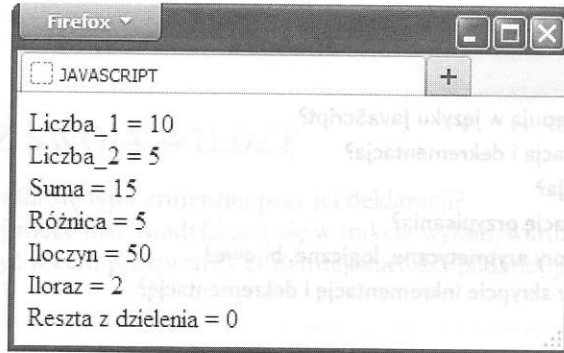 Firefox
JAVASCRIPT
+
Liczba_1 = 10
Liczba_2 = 5
Suma = 15
Różnica = 5
Iloczyn = 50
Iloraz = 2
Reszta z dzielenia = 0